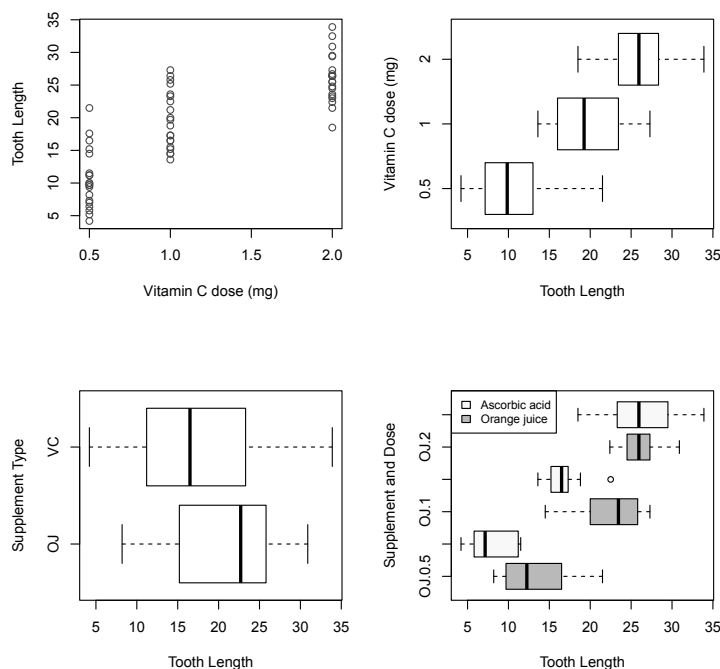 Tooth Length
5 10 15 20 25 30 35
0.5 1.0 1.5 2.0
Vitamin C dose (mg)
Vitamin C dose (mg)
0.5 1 2
5 10 15 20 25 30 35
Tooth Length
Supplement Type
OJ VC
5 10 15 20 25 30 35
Tooth Length
Supplement and Dose
OJ.0.5 OJ.1 OJ.2
Ascorbic acid
Orange juice
5 10 15 20 25 30 35
Tooth Length